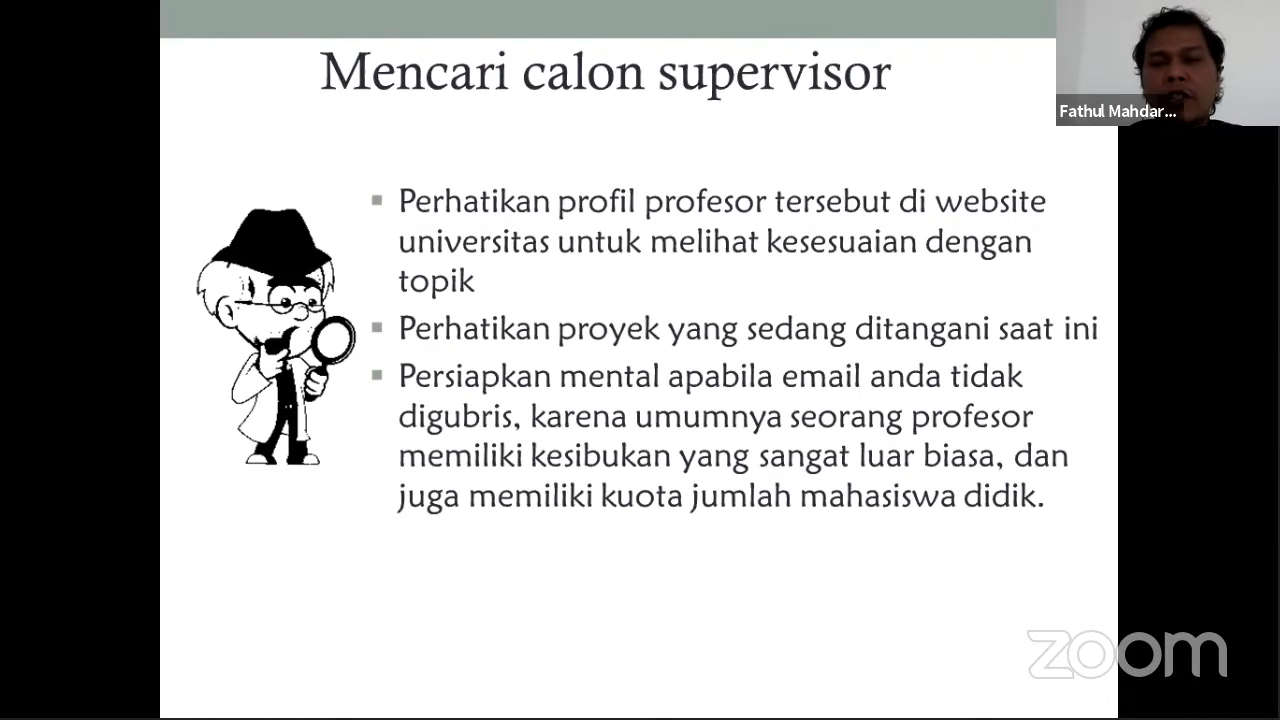 Mencari calon supervisor
Fathul Mahdar...
Perhatikan profil profesor tersebut di website
universitas untuk melihat kesesuaian dengan
topik
Perhatikan proyek yang sedang ditangani saat ini
Persiapkan mental apabila email anda tidak
digubris, karena umumnya seorang profesor
memiliki kesibukan yang sangat luar biasa, dan
juga memiliki kuota jumlah mahasiswa didik.
zoom